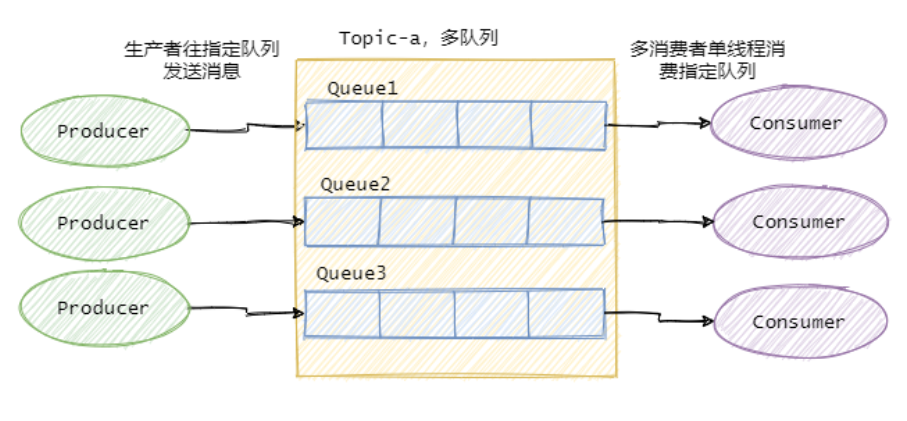 Topic-a，多队列
生产者往指定队列
发送消息
多消费者单线程消
费指定队列
Queue1
Producer
Consumer
Queue2
Producer
Consumer
Queue3
Producer
Consumer